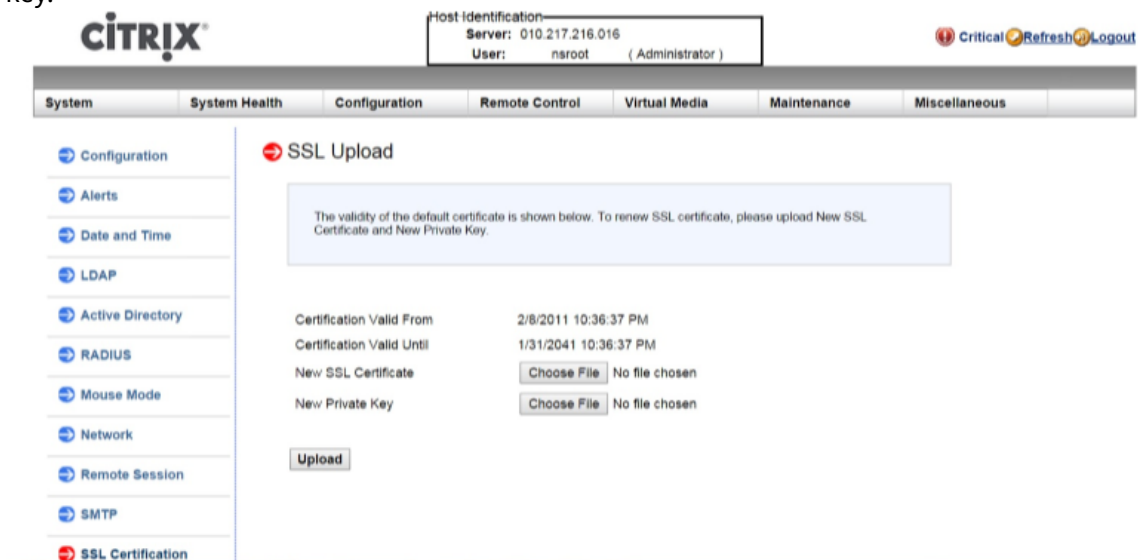 key.
CİTRIX
Host Identification
Server: 010.217.216.016
User: nsroot ( Administrator )
Critical Refresh Logout
System System Health Configuration Remote Control Virtual Media Maintenance Miscellaneous
Configuration
Alerts
Date and Time
LDAP
Active Directory
RADIUS
Mouse Mode
Network
Remote Session
SMTP
SSL Certification
SSL Upload
The validity of the default certificate is shown below. To renew SSL certificate, please upload New SSL
Certificate and New Private Key.
Certification Valid From 2/8/2011 10:36:37 PM
Certification Valid Until 1/31/2041 10:36:37 PM
New SSL Certificate Choose File No file chosen
New Private Key Choose File No file chosen
Upload